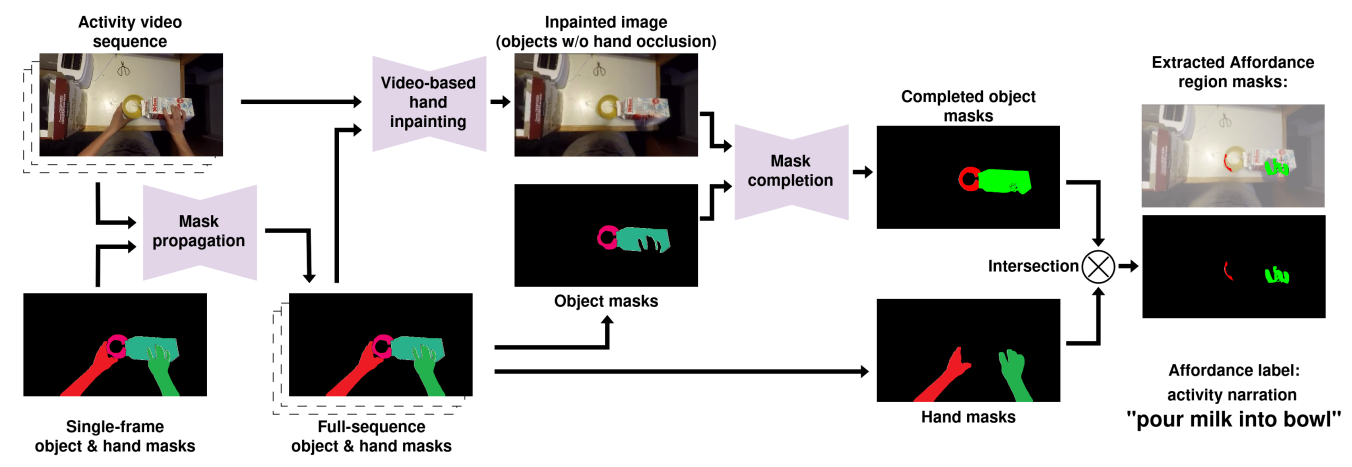 Activity video
sequence
Inpainted image
(objects w/o hand occlusion)
Video-based
hand
inpainting
Mask
propagation
Single-frame
object & hand masks
Full-sequence
object & hand masks
Object masks
Mask
completion
Completed object
masks
Intersection
Hand masks
Extracted Affordance
region masks:
Affordance label:
activity narration
"pour milk into bowl"